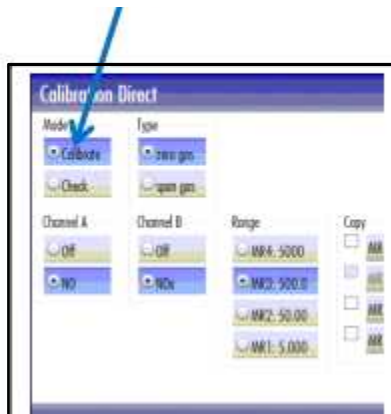 Calibration Direct
Mode Type
Calibrate zero gas
Check span gas
Channel A Channel B Range Copy
Off Off MR4: 5000
NO NOx MR3: 500.0
MR2: 50.00
MR1: 5.000